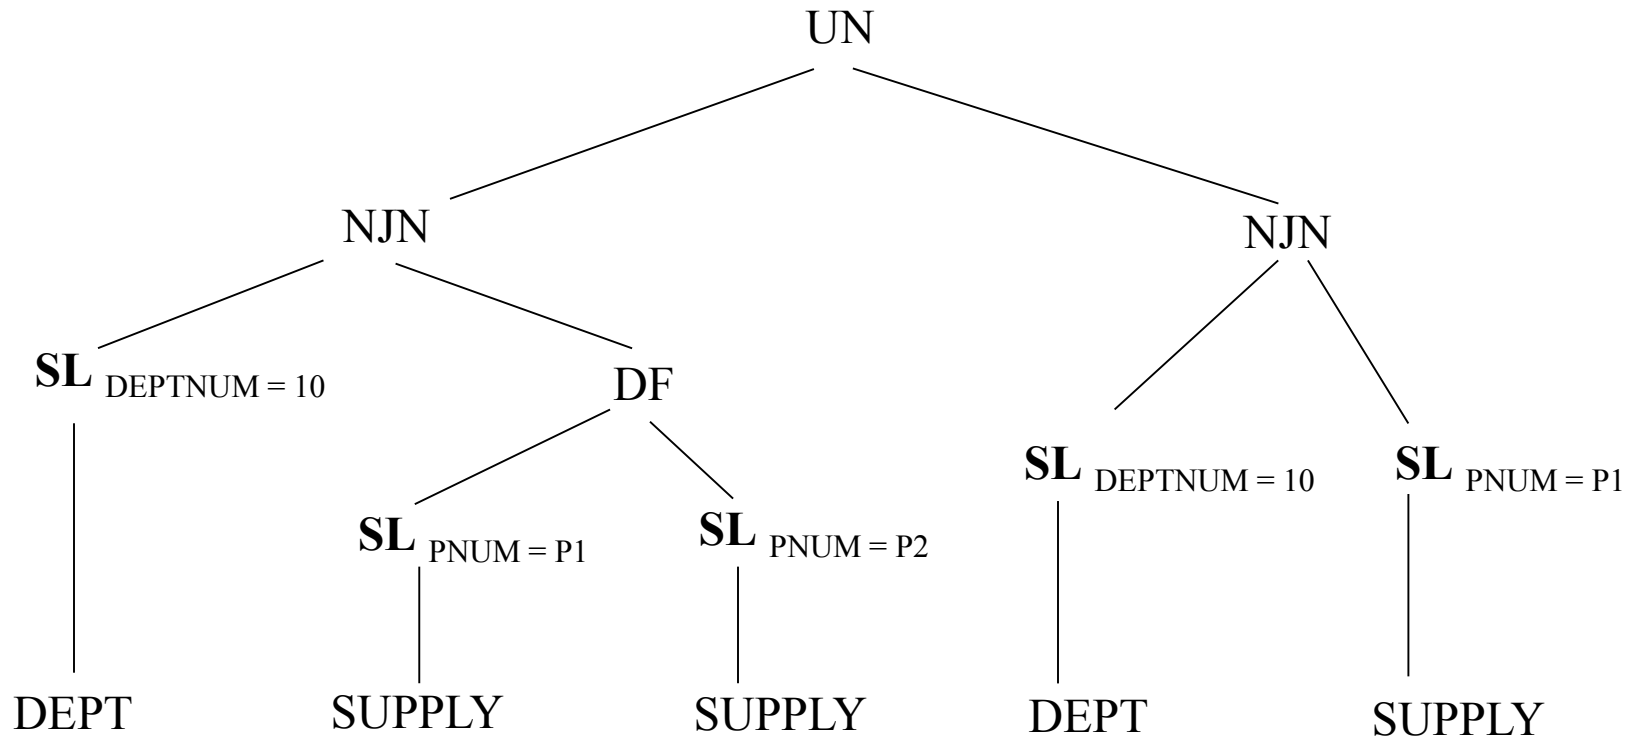 UN
NJN
NJN
SL DEPTNUM = 10
DF
SL DEPTNUM = 10
SL PNUM = P1
SL PNUM = P1
SL PNUM = P2
DEPT
SUPPLY
SUPPLY
DEPT
SUPPLY